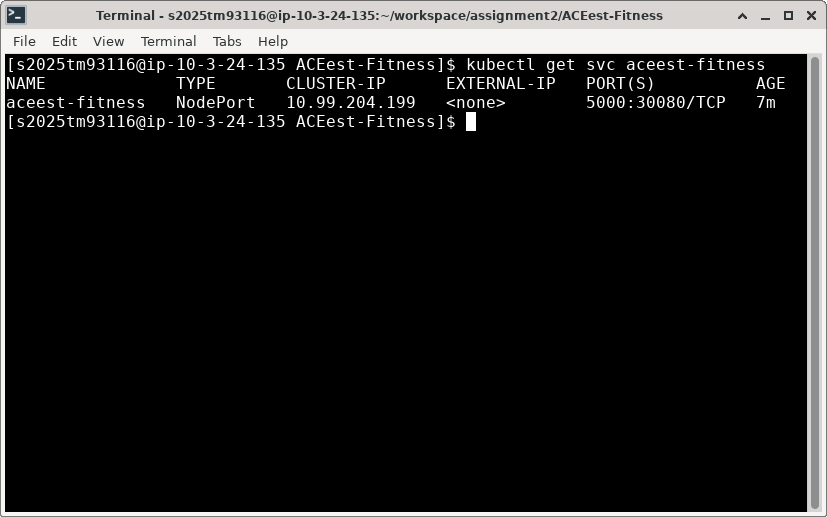 Terminal - s2025tm93116@ip-10-3-24-135:~/workspace/assignment2/ACEest-Fitness
File Edit View Terminal Tabs Help
[s2025tm93116@ip-10-3-24-135 ACEest-Fitness]$ kubectl get svc aceest-fitness
NAME TYPE CLUSTER-IP EXTERNAL-IP PORT(S) AGE
aceest-fitness NodePort 10.99.204.199 <none> 5000:30080/TCP 7m
[s2025tm93116@ip-10-3-24-135 ACEest-Fitness]$